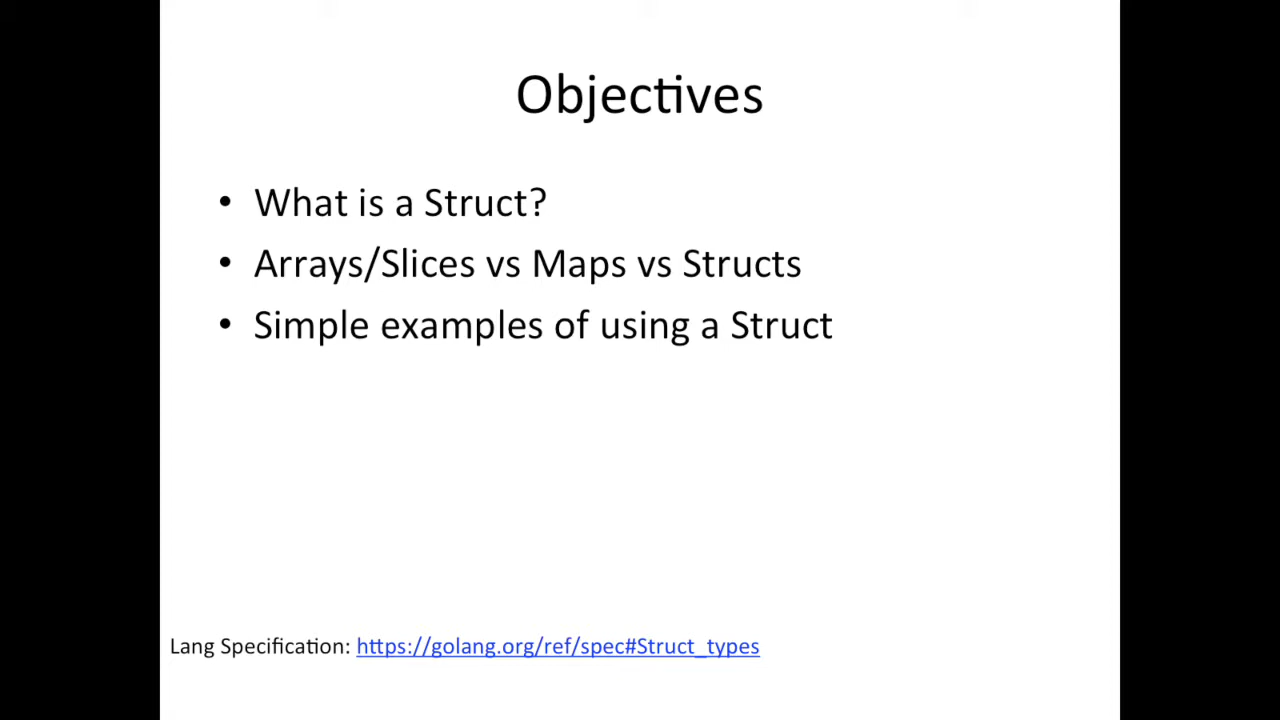 Objectives
• What is a Struct?
• Arrays/Slices vs Maps vs Structs
• Simple examples of using a Struct
Lang Specification: https://golang.org/ref/spec#Struct_types